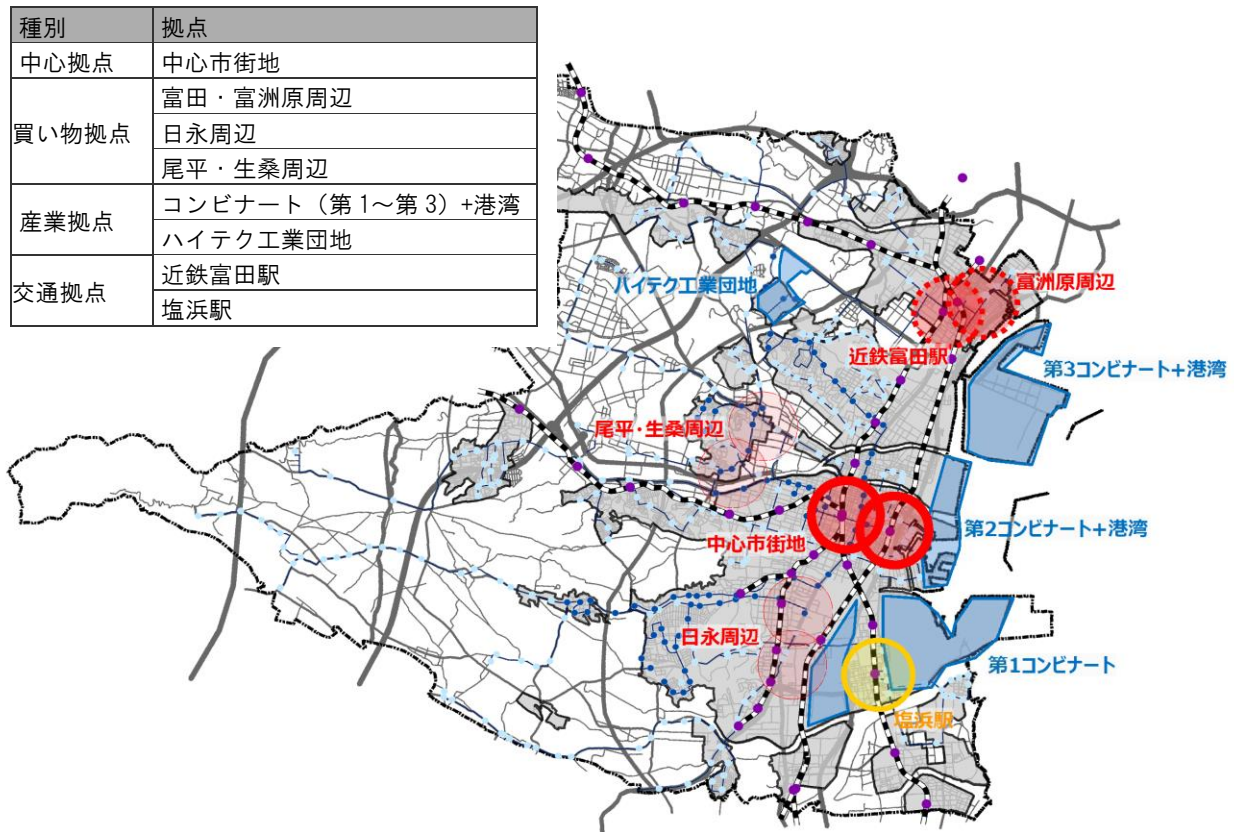 種別 拠点
中心拠点 中心市街地
買い物拠点 富田・富洲原周辺
日永周辺
尾平・生桑周辺
産業拠点 コンビナート（第1～第3）+港湾
ハイテク工業団地
交通拠点 近鉄富田駅
塩浜駅
ハイテク工業団地
富洲原周辺
近鉄富田駅
第3コンビナート+港湾
尾平・生桑周辺
第2コンビナート+港湾
中心市街地
日永周辺
第1コンビナート
塩浜駅